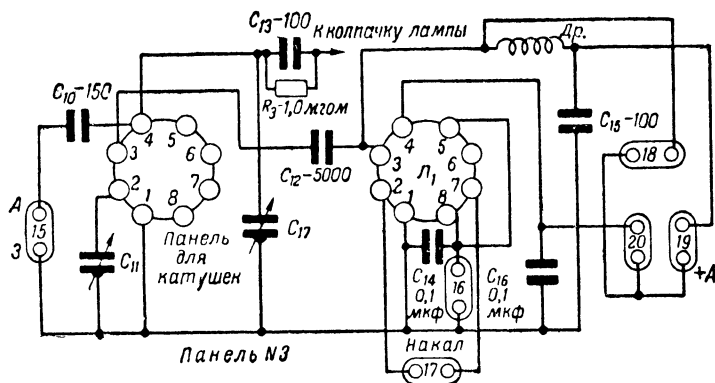 C13-100
К колпачку лампы
Др.
C10-150
R3-1,0 мгом
C15-100
4 5
3 6
2 7
1 8
C12-5000
4 5
3 6
2 7
1 8
Л1
18
А
15
З
C11
Панель
для
катушек
C17
C14
0,1
мкф
16
C16
0,1
мкф
20
19
+А
Накал
17
Панель N3